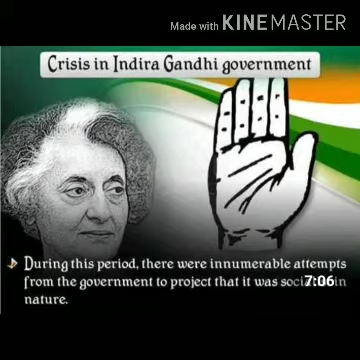 Made with KINEMASTER
Crisis in Indira Gandhi government
During this period, there were innumerable attempts
from the government to project that it was in
7:06
nature.